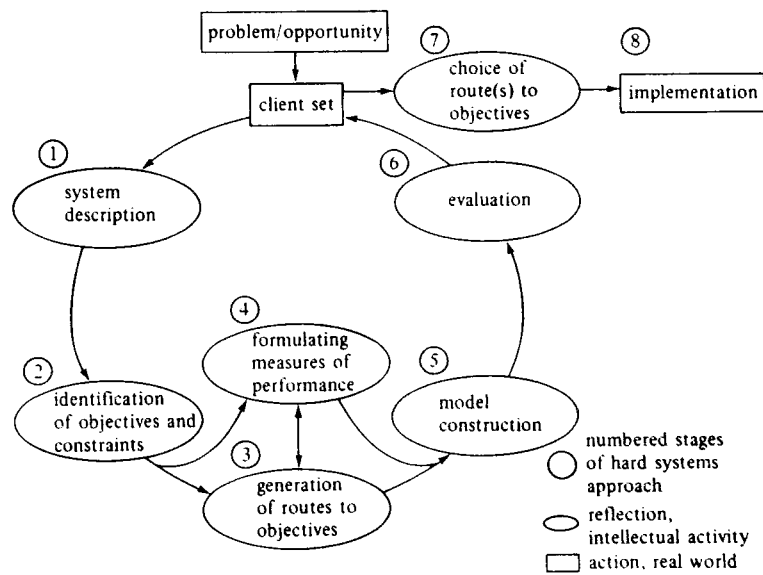 problem/opportunity
client set
7
choice of
route(s) to
objectives
8
implementation
1
system
description
6
evaluation
2
identification
of objectives and
constraints
4
formulating
measures of
performance
3
generation
of routes to
objectives
5
model
construction
numbered stages
of hard systems
approach
reflection,
intellectual activity
action, real world